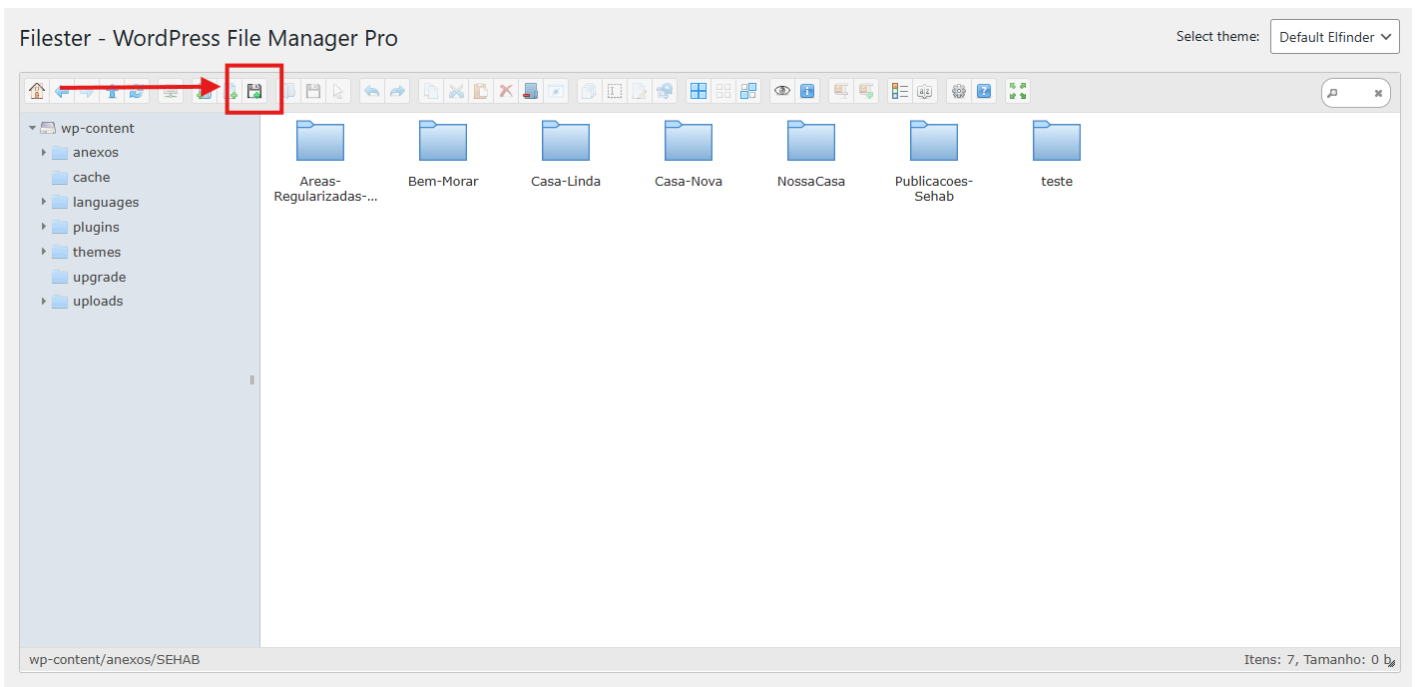 Filester - WordPress File Manager Pro
Select theme:
Default Elfinder
wp-content
anexos
cache
languages
plugins
themes
upgrade
uploads
Areas-
Regularizadas-...
Bem-Morar
Casa-Linda
Casa-Nova
NossaCasa
Publicacoes-
Sehab
teste
wp-content/anexos/SEHAB
Itens: 7, Tamanho: 0 b